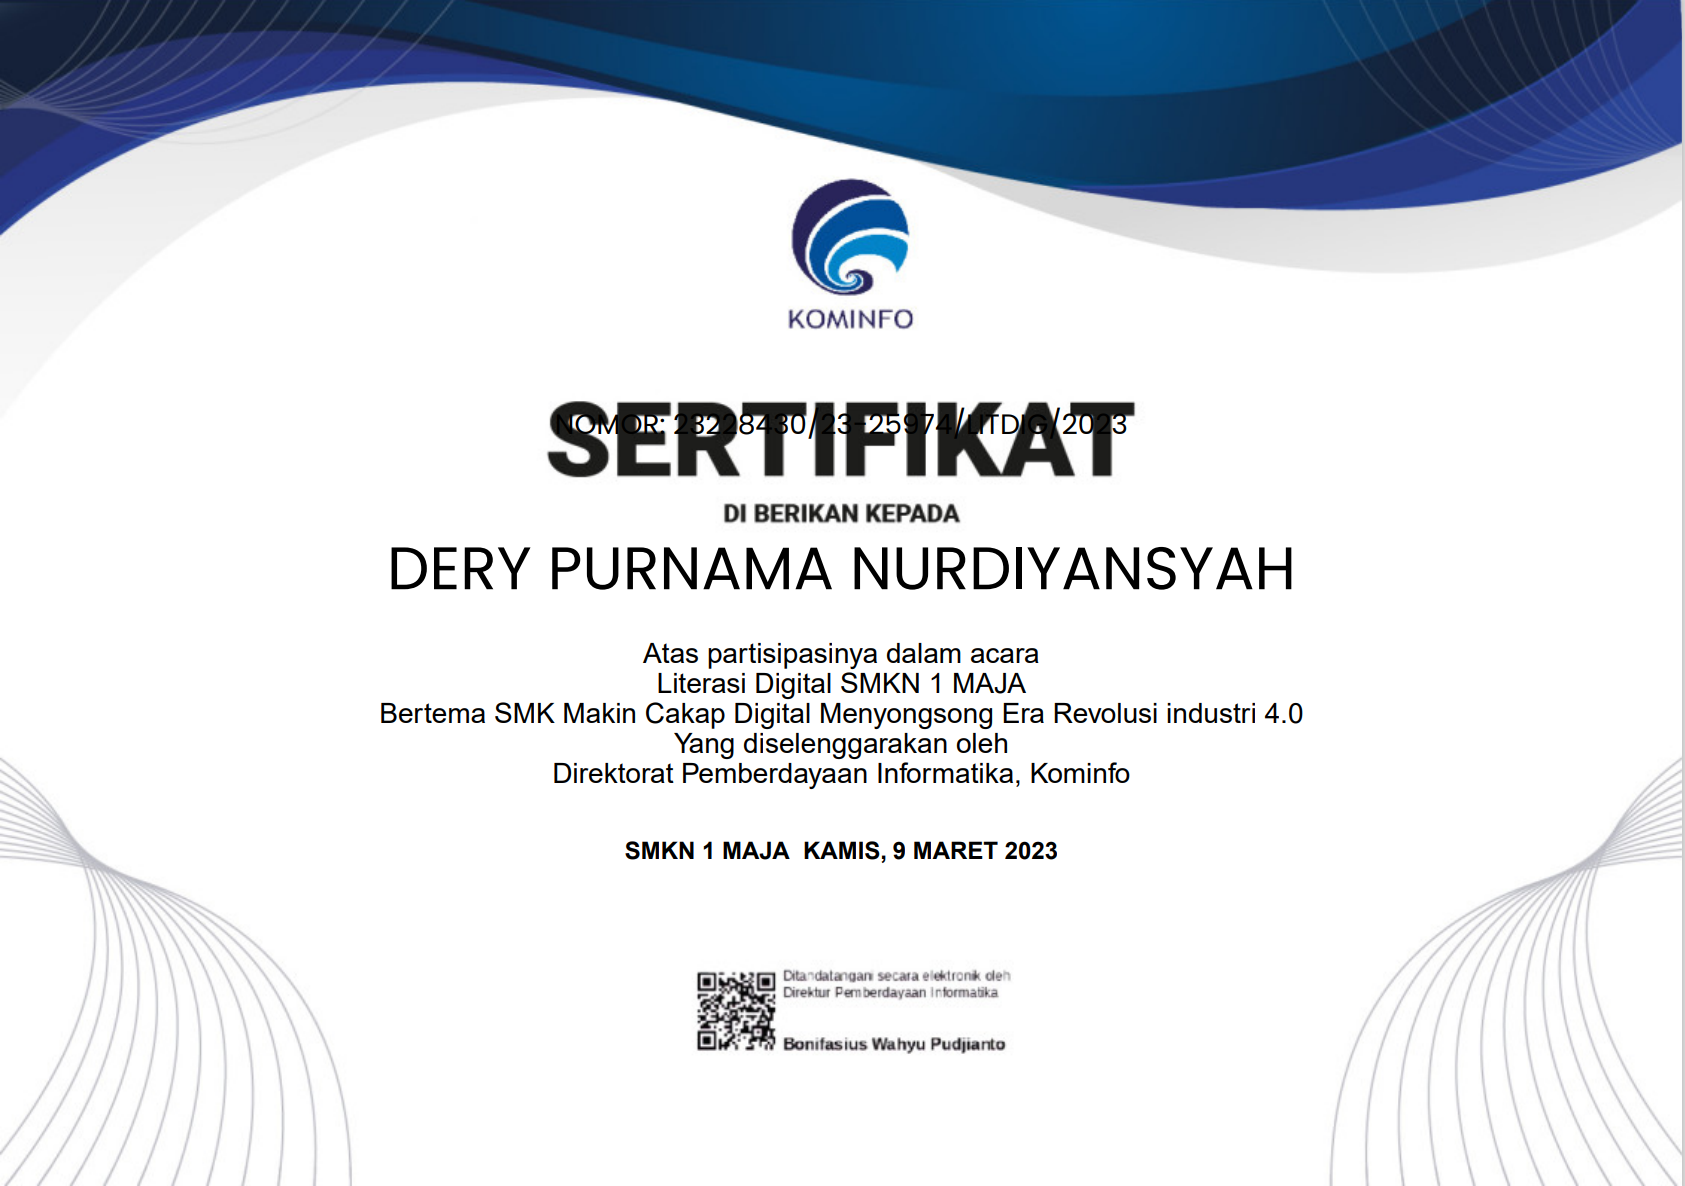 KOMINFO
SERTIFIKAT
NOMOR: 23228430/23-25974/LITDIG/2023
DI BERIKAN KEPADA
DERY PURNAMA NURDIYANSYAH
Atas partisipasinya dalam acara
Literasi Digital SMKN 1 MAJA
Bertema SMK Makin Cakap Digital Menyongsong Era Revolusi industri 4.0
Yang diselenggarakan oleh
Direktorat Pemberdayaan Informatika, Kominfo
SMKN 1 MAJA KAMIS, 9 MARET 2023
Ditandatangani secara elektronik oleh
Direktur Pemberdayaan Informatika
Bonifasius Wahyu Pudjianto